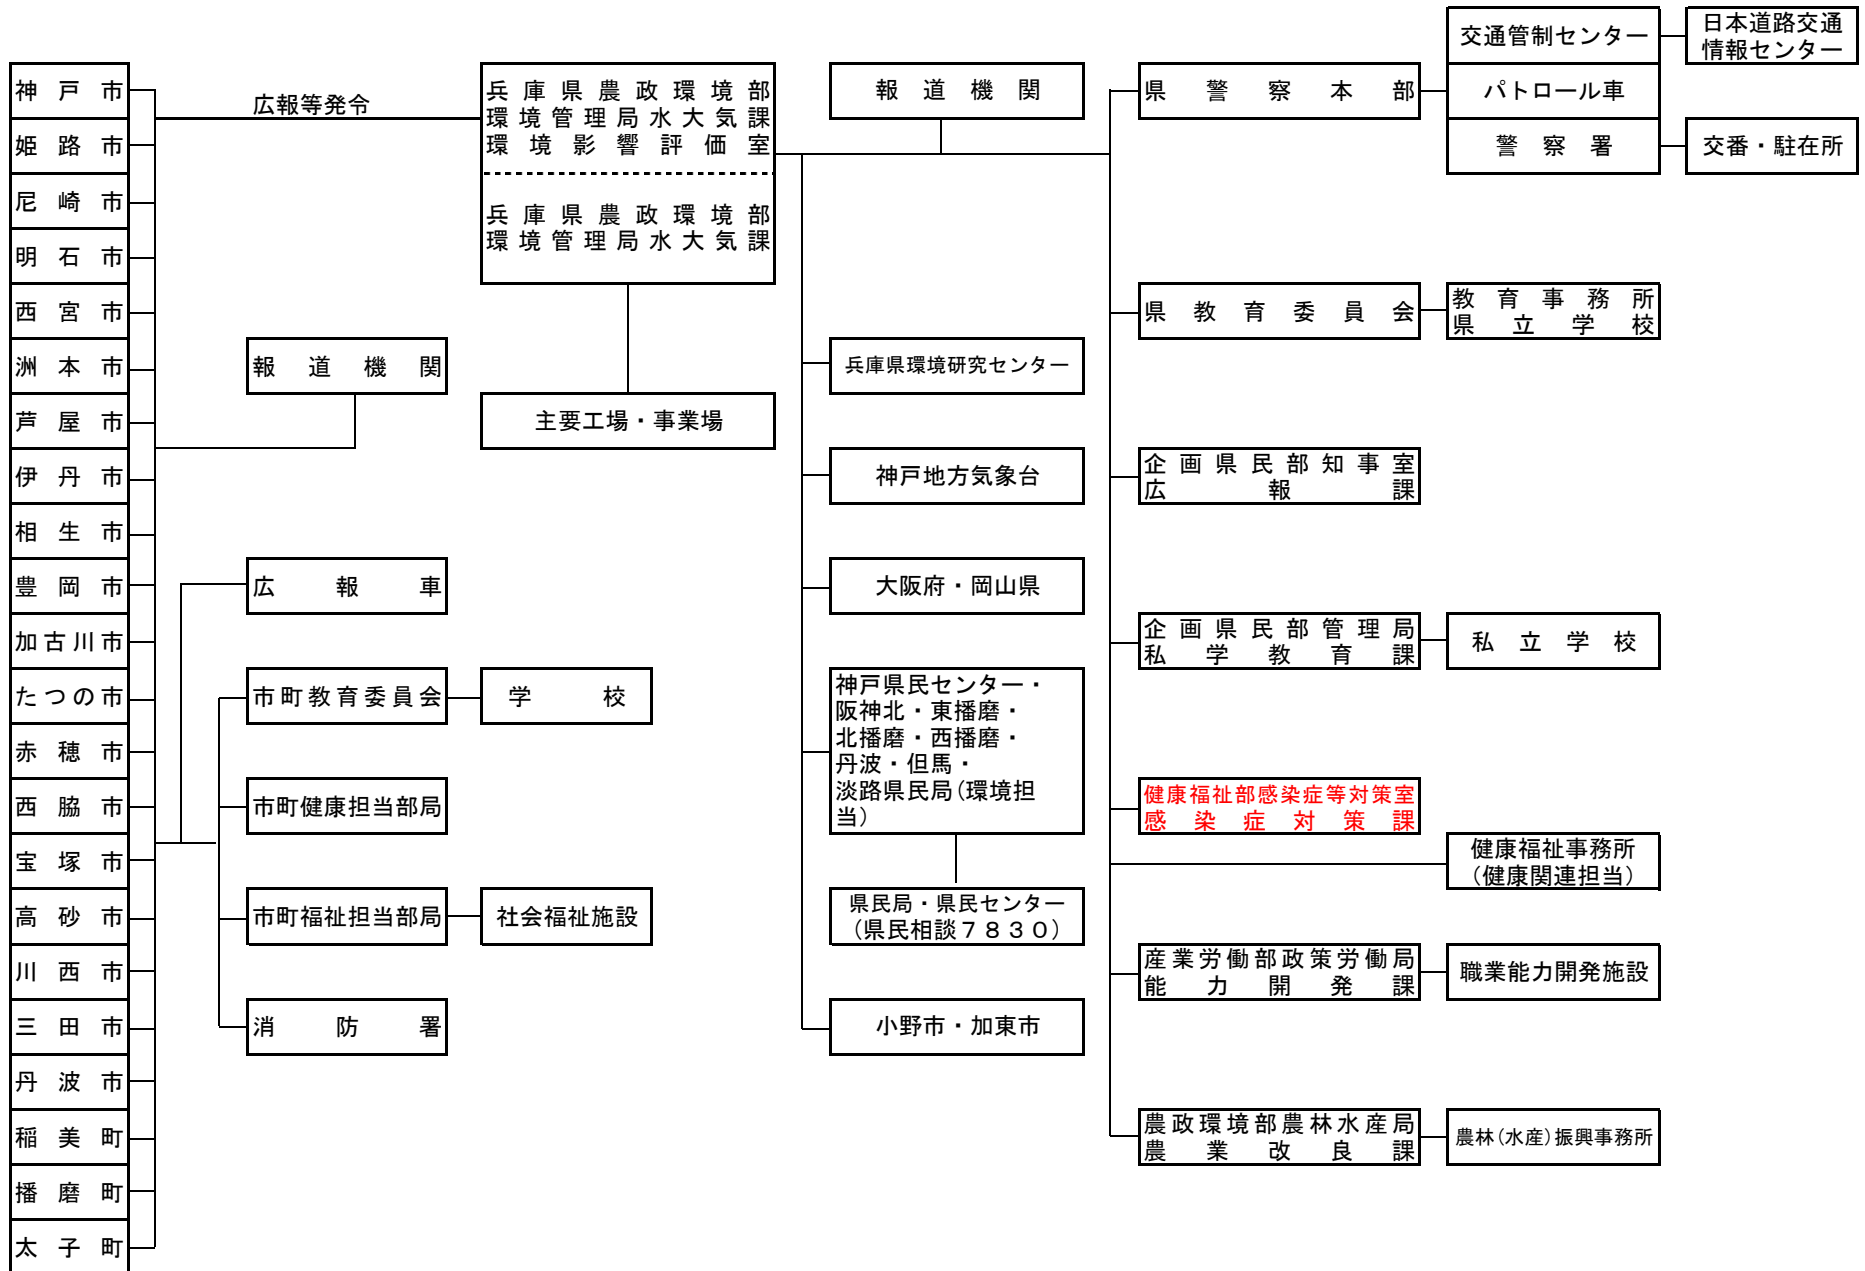 神戸市
姫路市
尼崎市
明石市
西宮市
洲本市
芦屋市
伊丹市
相生市
豊岡市
加古川市
たつの市
赤穂市
西脇市
宝塚市
高砂市
川西市
三田市
丹波市
稲美町
播磨町
太子町
広報等発令
報道機関
広報車
市町教育委員会
学校
市町健康担当部局
市町福祉担当部局
社会福祉施設
消防署
兵庫県農政環境部
環境管理局水大気課
環境影響評価室
兵庫県農政環境部
環境管理局水大気課
主要工場・事業場
報道機関
兵庫県環境研究センター
神戸地方気象台
大阪府・岡山県
神戸県民センター・
阪神北・東播磨・
北播磨・西播磨・
丹波・但馬・
淡路県民局(環境担
当)
県民局・県民センター
(県民相談7830)
小野市・加東市
県警察本部
交通管制センター
日本道路交通
情報センター
パトロール車
警察署
交番・駐在所
県教育委員会
教育事務所
県立学校
企画県民部知事室
広報課
企画県民部管理局
私学教育課
私立学校
健康福祉部感染症等対策室
感染症対策課
健康福祉事務所
(健康関連担当)
産業労働部政策労働局
能力開発課
職業能力開発施設
農政環境部農林水産局
農業改良課
農林(水産)振興事務所